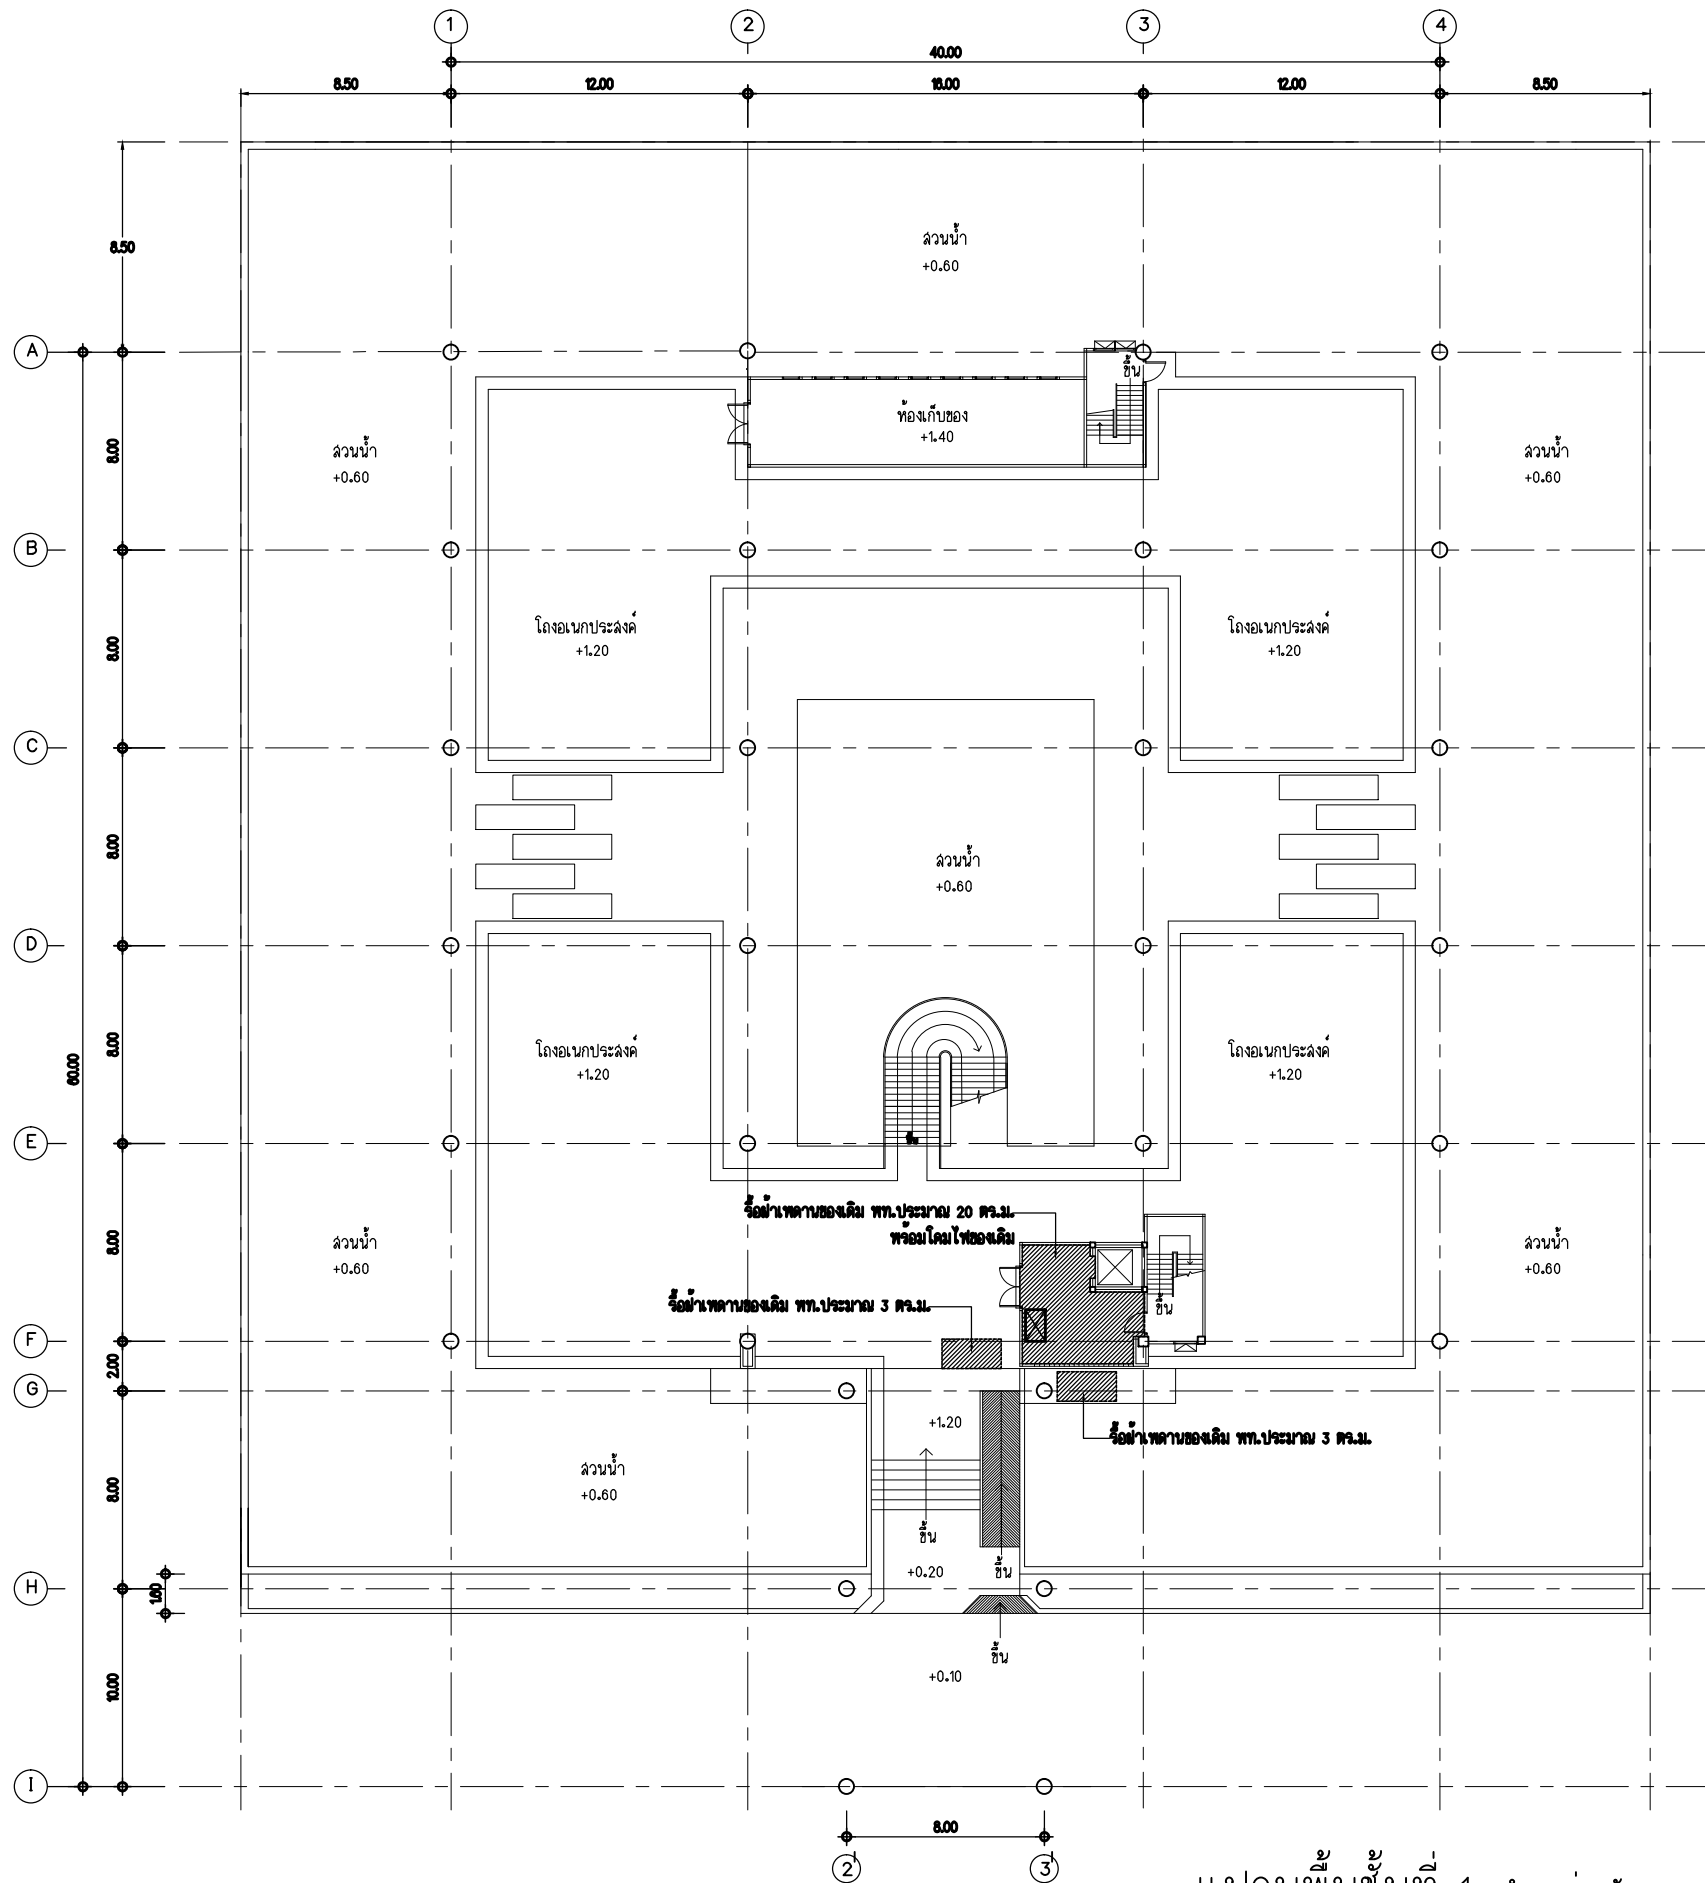 1 2 3 4
40.00
8.50 12.00 16.00 12.00 8.50
8.50
สวนน้ำ
+0.60
A
ขึ้น
ห้องเก็บของ
+1.40
8.00
สวนน้ำ
+0.60
สวนน้ำ
+0.60
B
8.00
โถงอเนกประสงค์
+1.20
โถงอเนกประสงค์
+1.20
C
8.00
สวนน้ำ
+0.60
D
8.00
60.00
โถงอเนกประสงค์
+1.20
โถงอเนกประสงค์
+1.20
E
ขึ้น
8.00
รื้อฝ้าเพดานของเดิม พท.ประมาณ 20 ตร.ม.
พร้อมโคมไฟของเดิม
สวนน้ำ
+0.60
สวนน้ำ
+0.60
รื้อฝ้าเพดานของเดิม พท.ประมาณ 3 ตร.ม.
ขึ้น
F
2.00
G
+1.20
รื้อฝ้าเพดานของเดิม พท.ประมาณ 3 ตร.ม.
8.00
สวนน้ำ
+0.60
ขึ้น
+0.20
ขึ้น
H
1.60
ขึ้น
10.00
+0.10
I
8.00
2' 3'